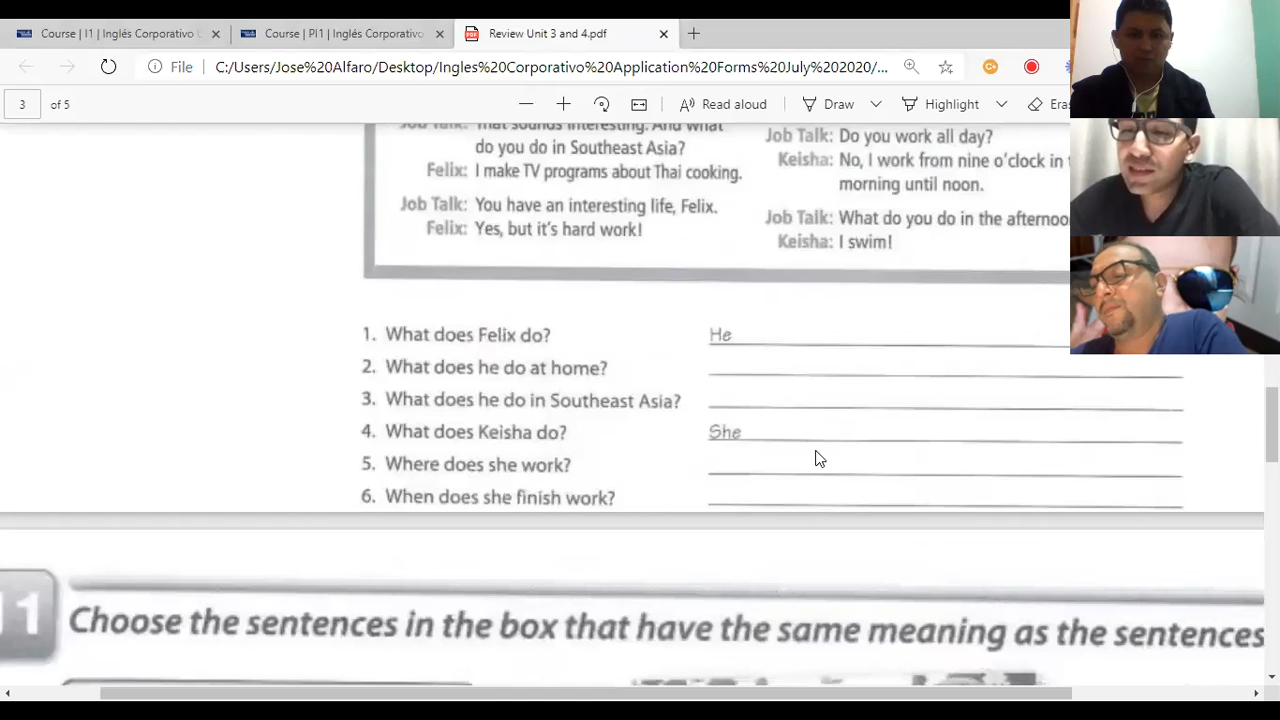 Course | I1 | Inglés Corporativo
Course | PI1 | Inglés Corporativo
Review Unit 3 and 4.pdf
File
C:/Users/Jose%20Alfaro/Desktop/Ingles%20Corporativo%20Application%20Forms%20July%202020/...
3 of 5
Read aloud
Draw
Highlight
Eras
Job Talk: That sounds interesting. And what
do you do in Southeast Asia?
Felix: I make TV programs about Thai cooking.
Job Talk: You have an interesting life, Felix.
Felix: Yes, but it's hard work!
Job Talk: Do you work all day?
Keisha: No, I work from nine o'clock in
morning until noon.
Job Talk: What do you do in the afternoo
Keisha: I swim!
1. What does Felix do? He
2. What does he do at home?
3. What does he do in Southeast Asia?
4. What does Keisha do? She
5. Where does she work?
6. When does she finish work?
11
Choose the sentences in the box that have the same meaning as the sentences